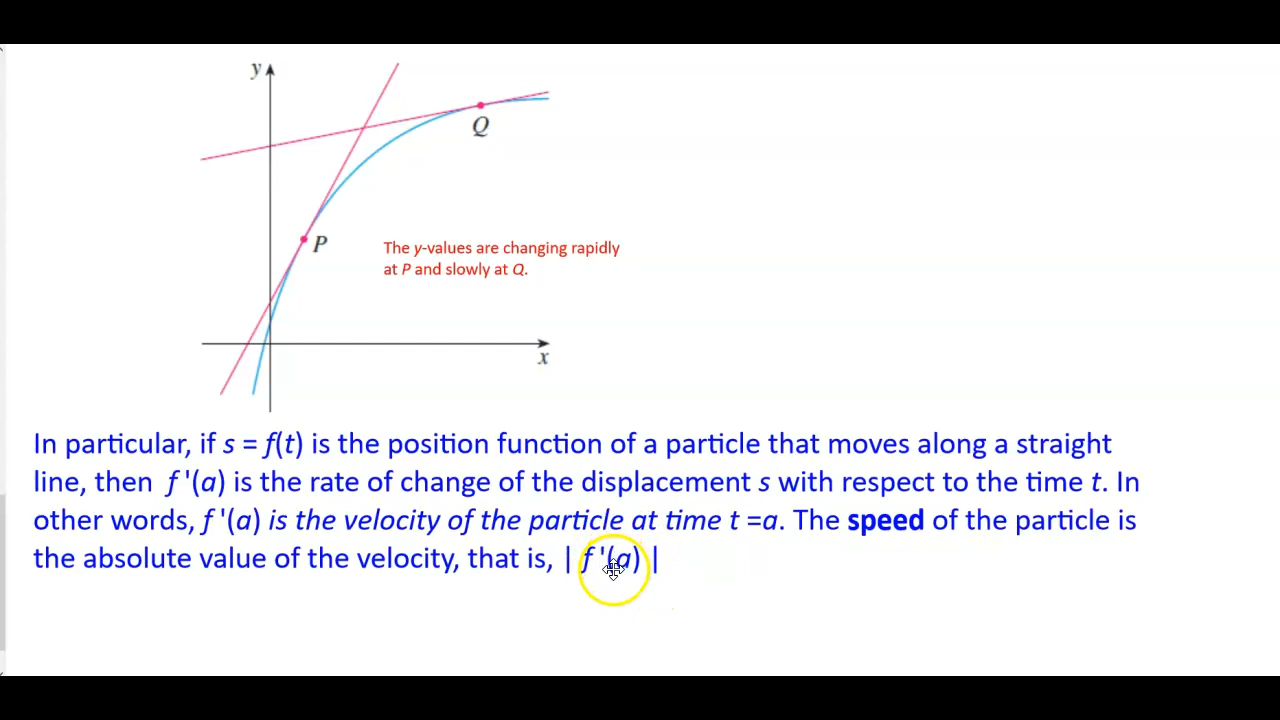 y
Q
P
The y-values are changing rapidly
at P and slowly at Q.
x
In particular, if s = f(t) is the position function of a particle that moves along a straight
line, then f '(a) is the rate of change of the displacement s with respect to the time t. In
other words, f '(a) is the velocity of the particle at time t =a. The speed of the particle is
the absolute value of the velocity, that is, | f '(a) |